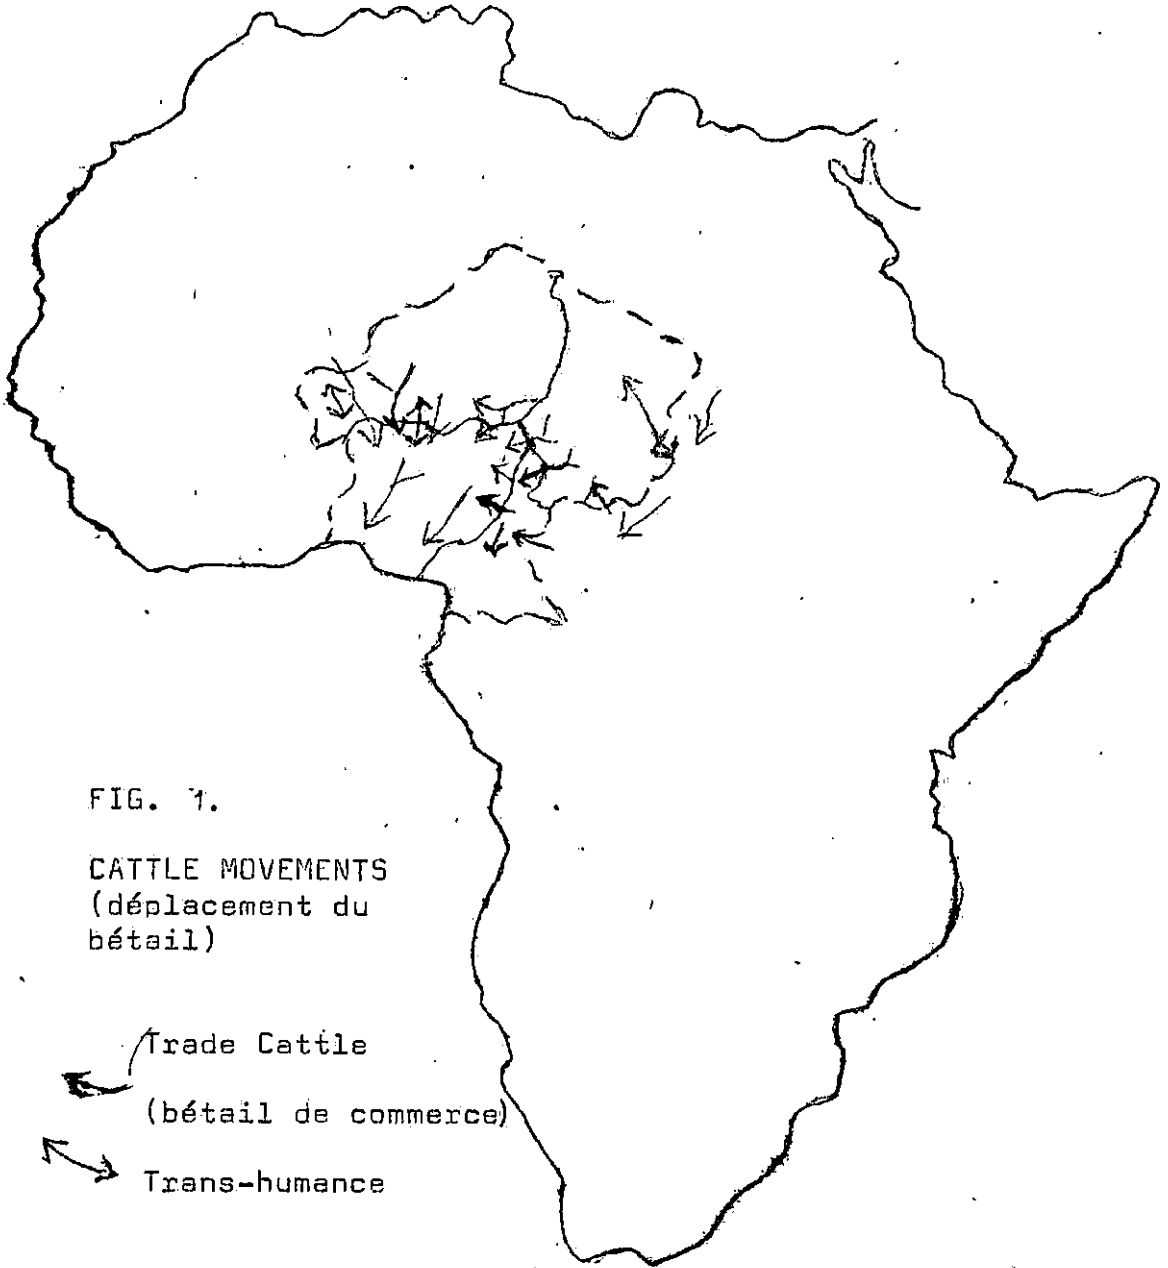 FIG. 1.
CATTLE MOVEMENTS
(déplacement du
bétail)
Trade Cattle
(bétail de commerce)
Trans-humance